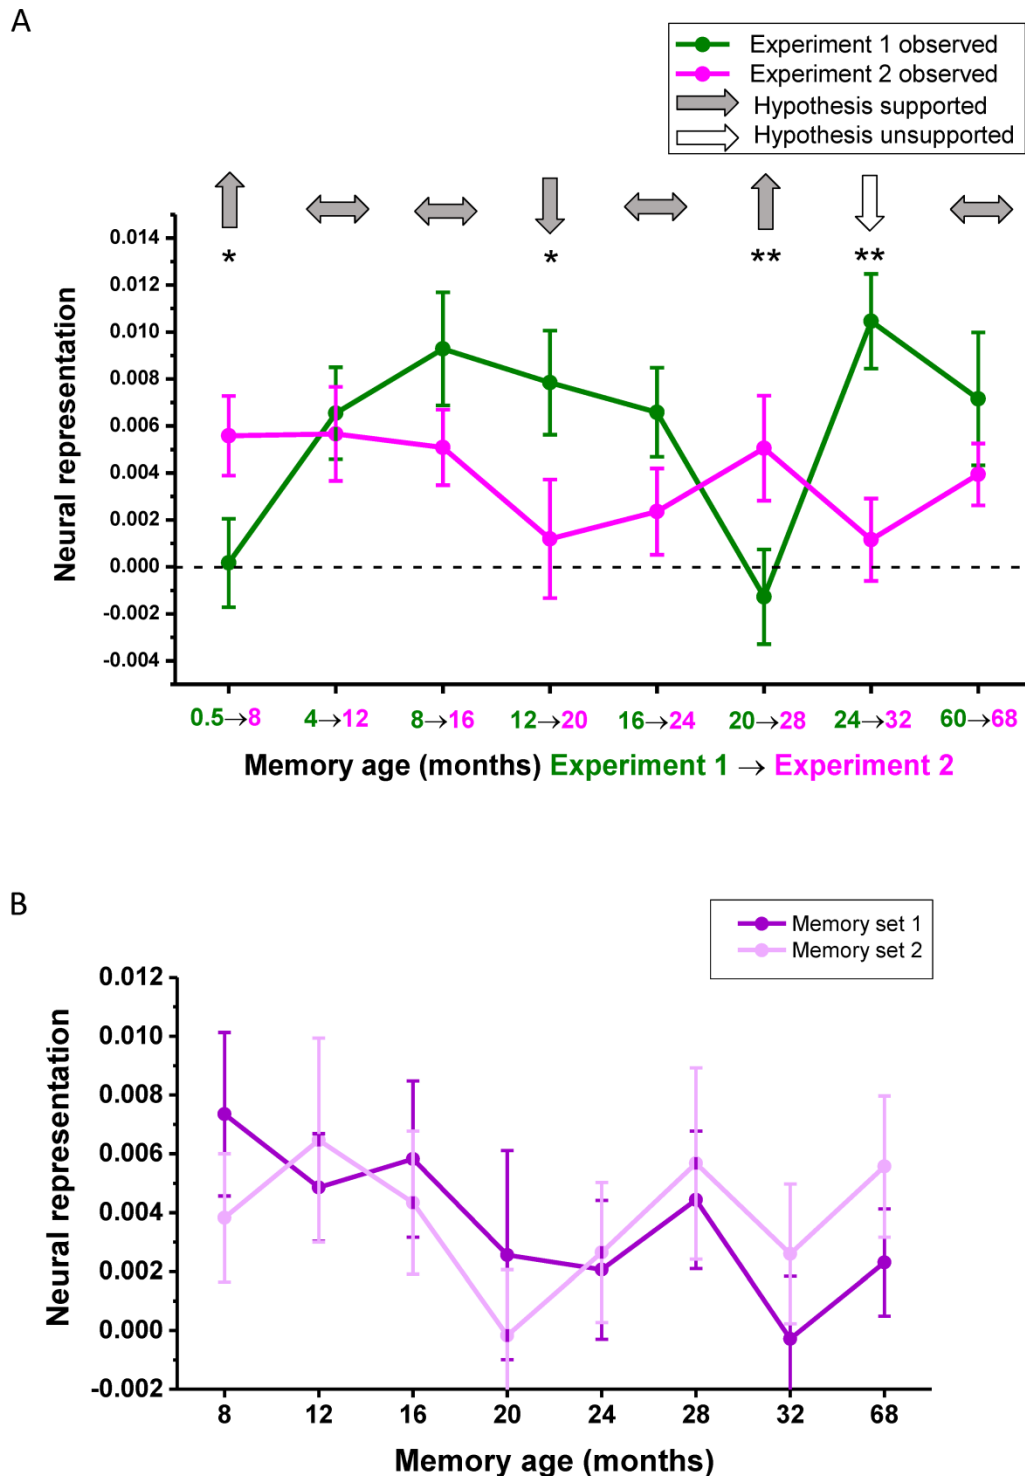 A
Experiment 1 observed
Experiment 2 observed
Hypothesis supported
Hypothesis unsupported
* * ** **
Neural representation
0.014
0.012
0.010
0.008
0.006
0.004
0.002
0.000
-0.002
-0.004
0.5→8 4→12 8→16 12→20 16→24 20→28 24→32 60→68
Memory age (months) Experiment 1 → Experiment 2
B
Memory set 1
Memory set 2
Neural representation
0.012
0.010
0.008
0.006
0.004
0.002
0.000
-0.002
8 12 16 20 24 28 32 68
Memory age (months)